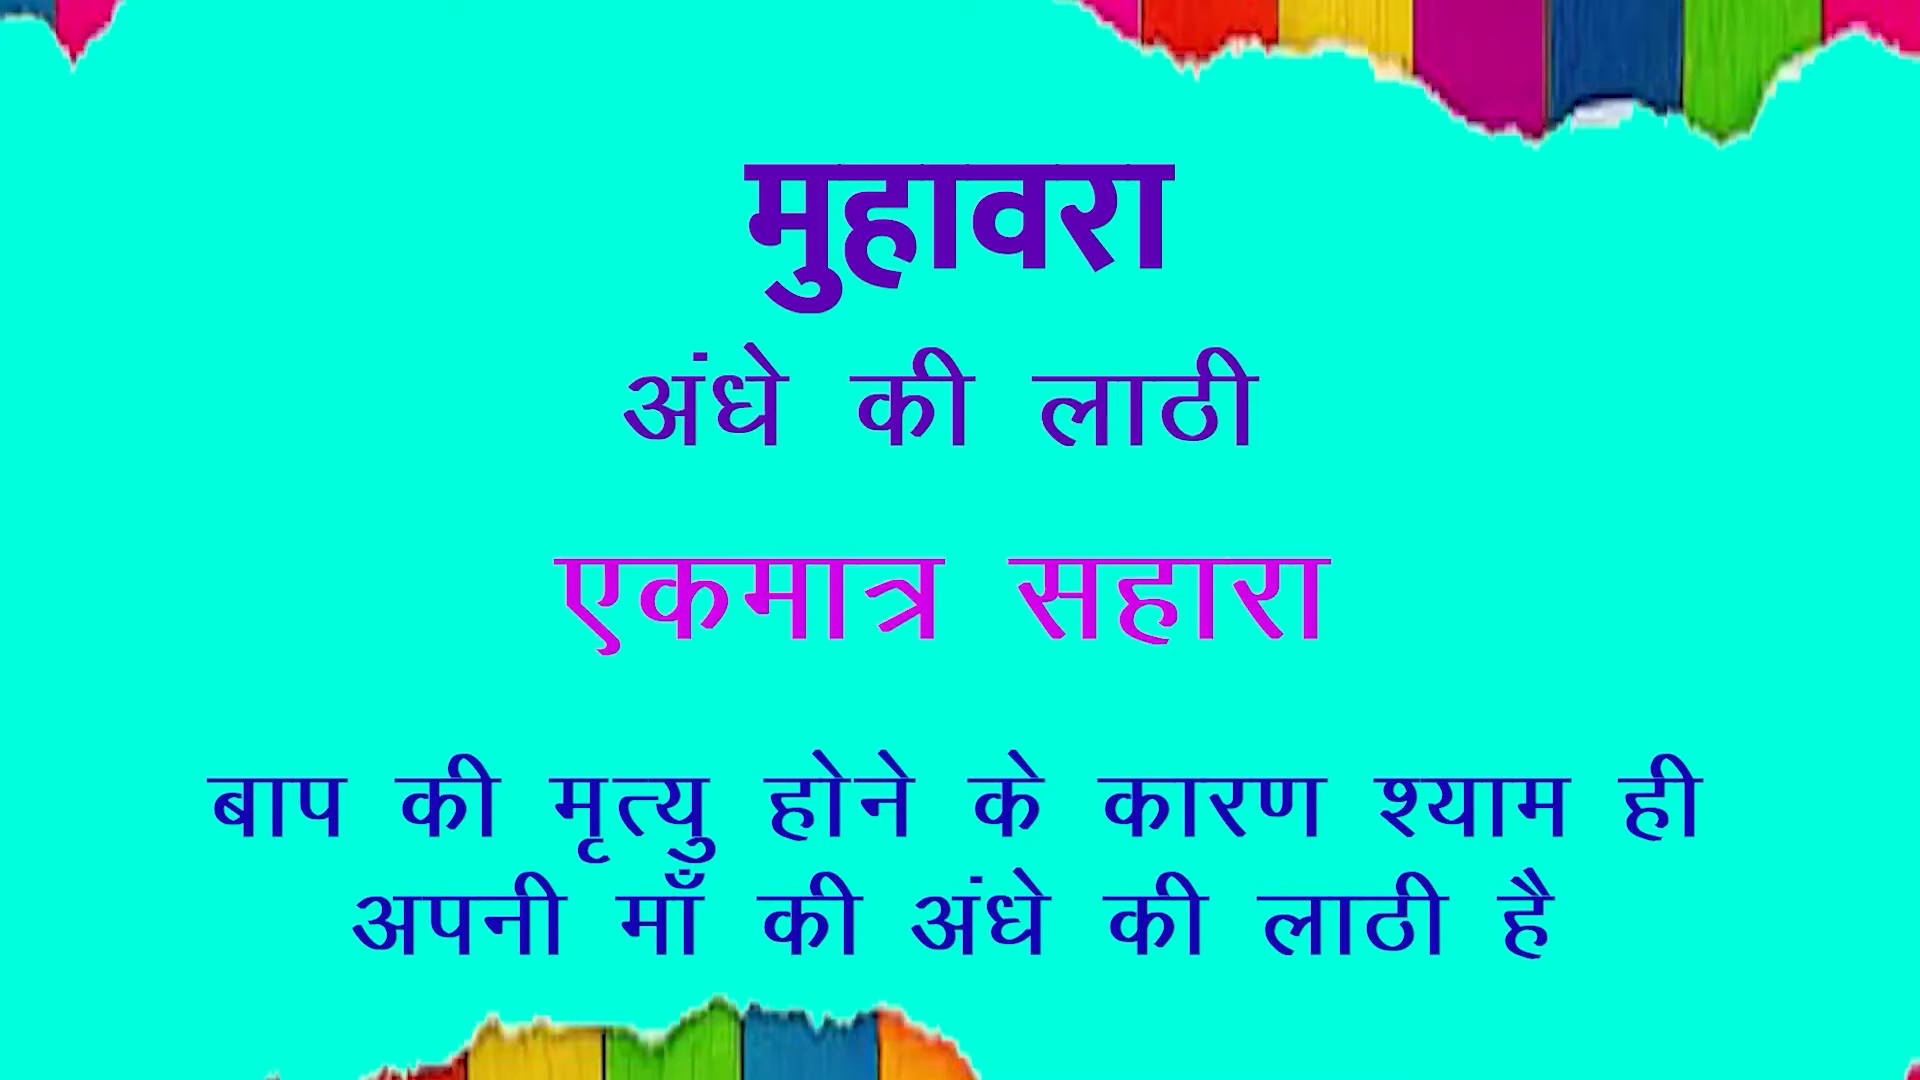 मुहावरा
अंधे की लाठी
एकमात्र सहारा
बाप की मृत्यु होने के कारण श्याम ही
अपनी माँ की अंधे की लाठी है